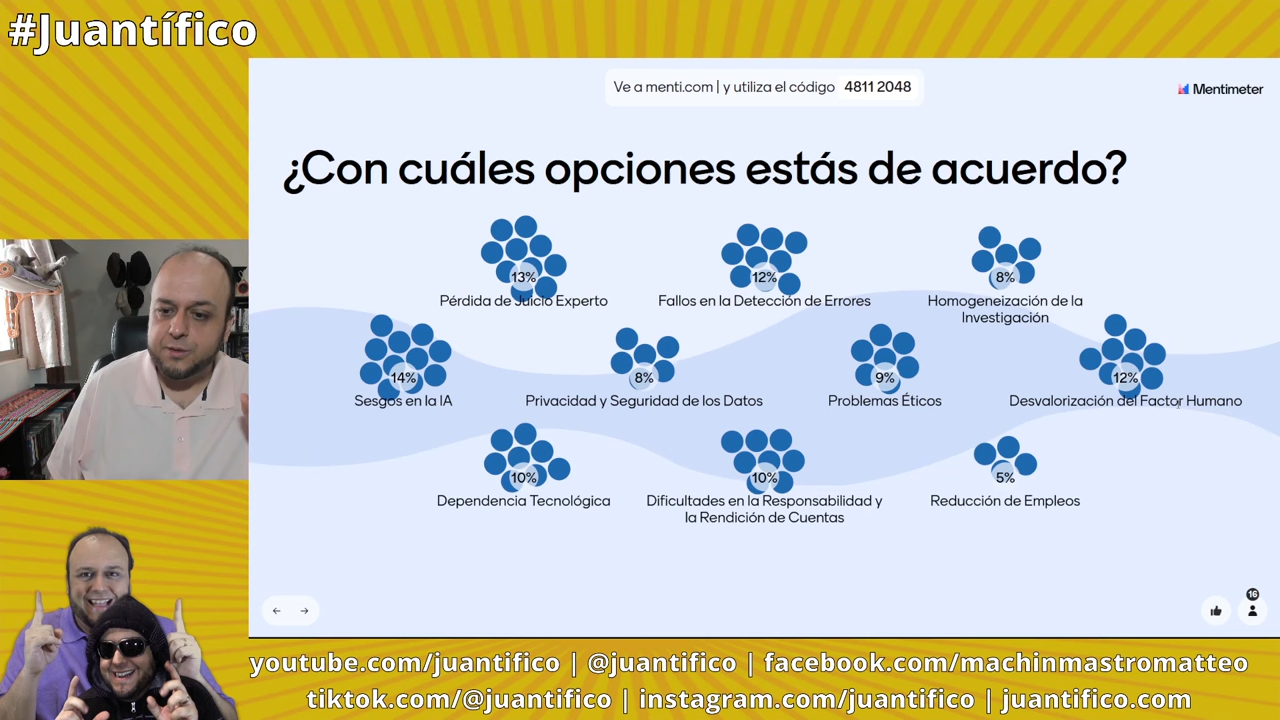 #Juantífico
Ve a menti.com | y utiliza el código 4811 2048
Mentimeter
¿Con cuáles opciones estás de acuerdo?
13%
Pérdida de Juicio Experto
12%
Fallos en la Detección de Errores
8%
Homogeneización de la
Investigación
14%
Sesgos en la IA
8%
Privacidad y Seguridad de los Datos
9%
Problemas Éticos
12%
Desvalorización del Factor Humano
10%
Dependencia Tecnológica
10%
Dificultades en la Responsabilidad y
la Rendición de Cuentas
5%
Reducción de Empleos
16
youtube.com/juantifico | @juantifico | facebook.com/machinmastromatteo
tiktok.com/@juantifico | instagram.com/juantifico | juantifico.com